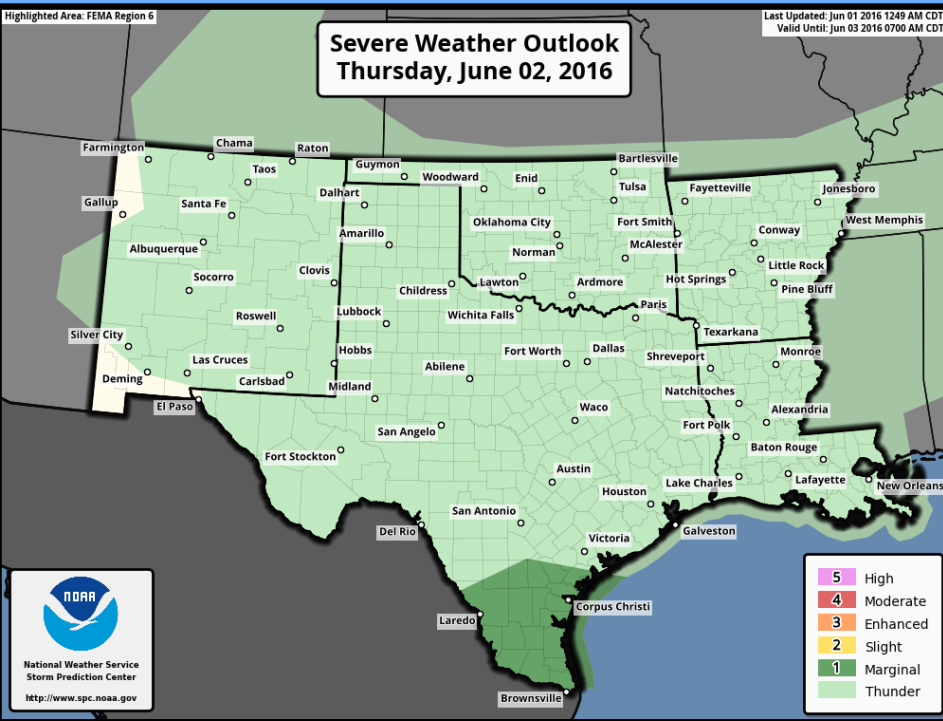 Highlighted Area: FEMA Region 6
Severe Weather Outlook
Thursday, June 02, 2016
Last Updated: Jun 01 2016 1249 AM CDT
Valid Until: Jun 03 2016 0700 AM CDT
Farmington
Chama
Raton
Guymon
Woodward
Enid
Bartlesville
Taos
Dalhart
Tulsa
Fayetteville
Jonesboro
Gallup
Santa Fe
Oklahoma City
Fort Smith
West Memphis
Amarillo
Conway
Albuquerque
Norman
McAlester
Socorro
Clovis
Little Rock
Childress
Lawton
Ardmore
Hot Springs
Pine Bluff
Roswell
Lubbock
Wichita Falls
Paris
Silver City
Texarkana
Hobbs
Fort Worth
Dallas
Shreveport
Monroe
Las Cruces
Abilene
Deming
Carlsbad
Midland
Natchitoches
El Paso
Waco
Alexandria
San Angelo
Fort Polk
Fort Stockton
Baton Rouge
Austin
Lake Charles
Lafayette
New Orleans
Houston
San Antonio
Del Rio
Galveston
Victoria
Corpus Christi
Laredo
Brownsville
NOAA
National Weather Service
Storm Prediction Center
http://www.spc.noaa.gov
5 High
4 Moderate
3 Enhanced
2 Slight
1 Marginal
Thunder